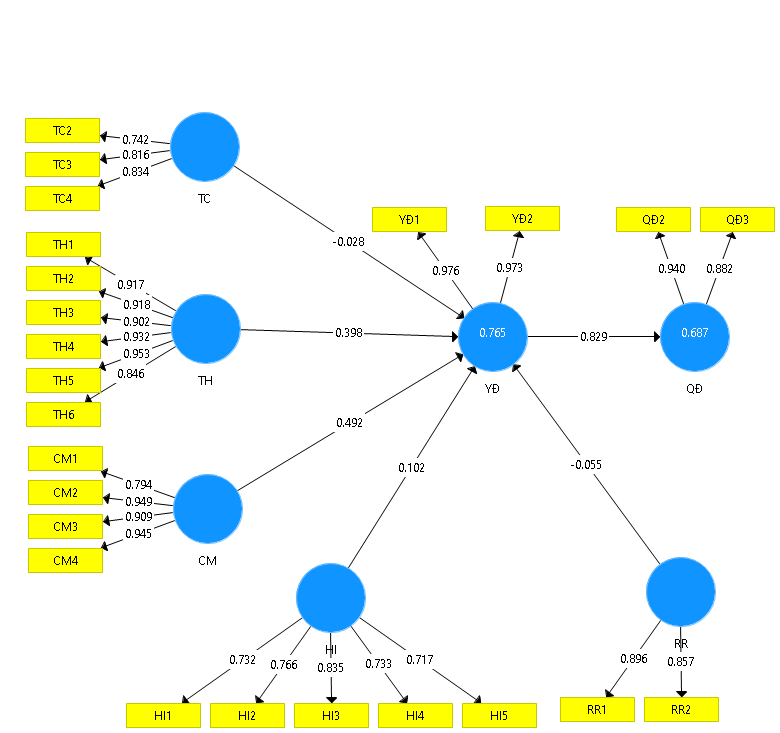 TC2
0.742
TC3
0.816
TC4
0.834
TC
TH1
0.917
TH2
0.918
TH3
0.902
TH4
0.932
TH5
0.953
TH6
0.846
TH
CM1
0.794
CM2
0.949
CM3
0.909
CM4
0.945
CM
-0.028
0.398
0.492
0.102
-0.055
YĐ1
YĐ2
0.976
0.973
0.765
YĐ
0.829
QĐ2
QĐ3
0.940
0.882
0.687
QĐ
HI
0.732
0.766
0.835
0.733
0.717
HI1
HI2
HI3
HI4
HI5
RR
0.896
0.857
RR1
RR2